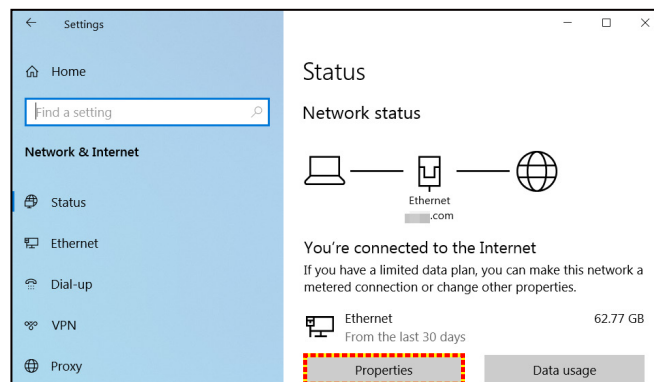 Settings
Home
Find a setting
Network & Internet
Status
Ethernet
Dial-up
VPN
Proxy
Status
Network status
Ethernet
.com
You're connected to the Internet
If you have a limited data plan, you can make this network a
metered connection or change other properties.
Ethernet 62.77 GB
From the last 30 days
Properties Data usage